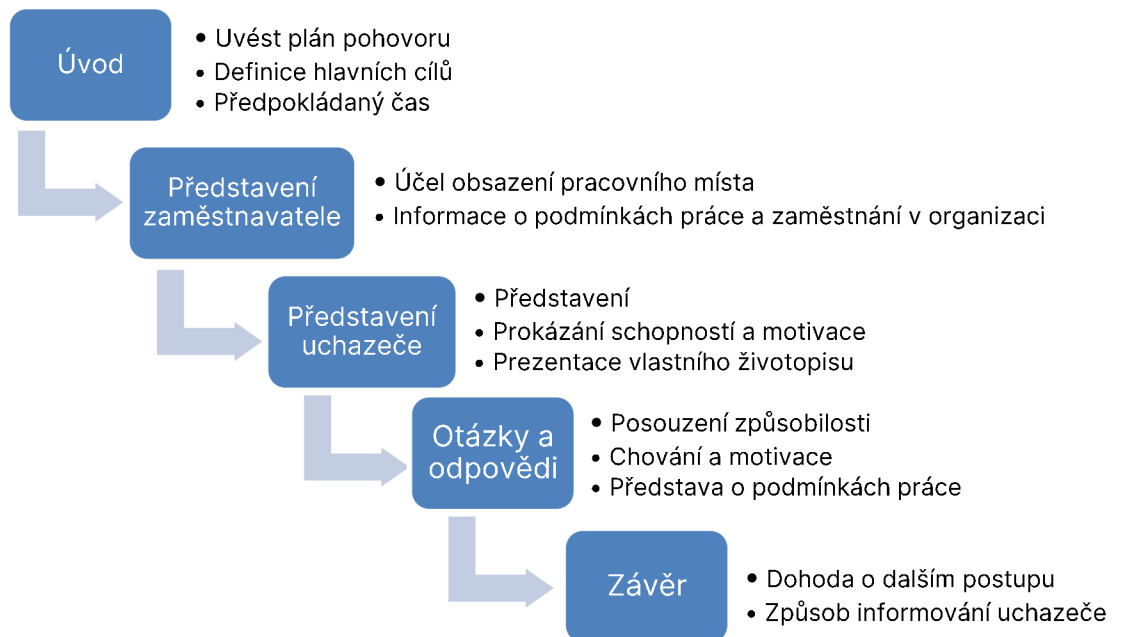 Úvod
• Uvést plán pohovoru
• Definice hlavních cílů
• Předpokládaný čas
Představení
zaměstnavatele
• Účel obsazení pracovního místa
• Informace o podmínkách práce a zaměstnání v organizaci
Představení
uchazeče
• Představení
• Prokázání schopností a motivace
• Prezentace vlastního životopisu
Otázky a
odpovědi
• Posouzení způsobilosti
• Chování a motivace
• Představa o podmínkách práce
Závěr
• Dohoda o dalším postupu
• Způsob informování uchazeče